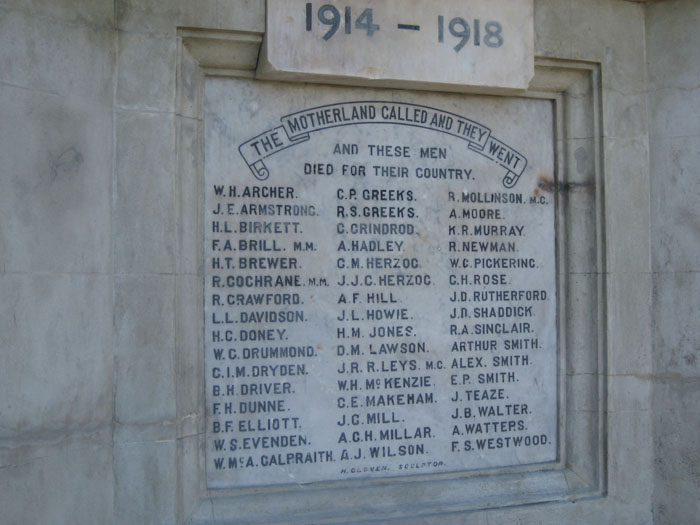 1914 - 1918
THE MOTHERLAND CALLED AND THEY WENT
AND THESE MEN
DIED FOR THEIR COUNTRY.
W.H. ARCHER.
J.E. ARMSTRONG.
H.L. BIRKETT.
F.A. BRILL. M.M.
H.T. BREWER.
R. COCHRANE. M.M.
R. CRAWFORD.
L.L. DAVIDSON.
H.C. DONEY.
W.C. DRUMMOND.
C.I.M. DRYDEN.
B.H. DRIVER.
F.H. DUNNE.
B.F. ELLIOTT.
W.S. EVENDEN.
W. McA. GALPRAITH.
C.P. GREEKS.
R.S. GREEKS.
C. GRINDROD.
A. HADLEY.
C.M. HERZOG.
J.J.C. HERZOG.
A.F. HILL.
J.L. HOWIE.
H.M. JONES.
D.M. LAWSON.
J.R.R. LEYS. M.C.
W.H. McKENZIE.
C.E. MAKEHAM.
J.G. MILL.
A.G.H. MILLAR.
A.J. WILSON.
R. MOLLINSON. M.C.
A. MOORE.
K.R. MURRAY.
R. NEWMAN.
W.C. PICKERING.
C.H. ROSE.
J.D. RUTHERFORD.
J.D. SHADDICK.
R.A. SINCLAIR.
ARTHUR SMITH.
ALEX. SMITH.
E.P. SMITH.
J. TEAZE.
J.B. WALTER.
A. WATTERS.
F.S. WESTWOOD.
SCULPTOR.